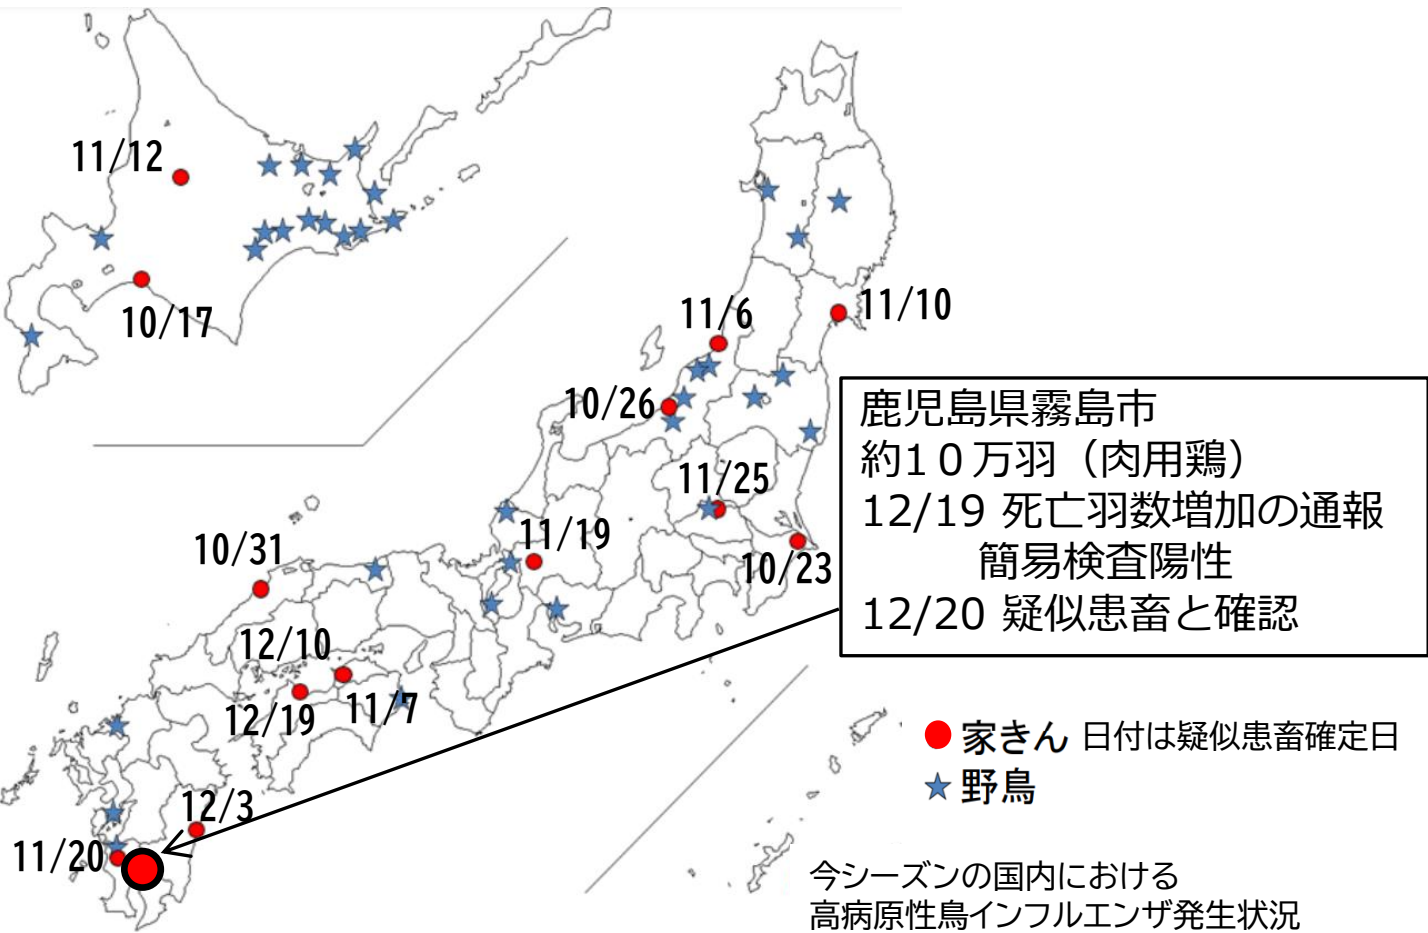 11/12
10/17
11/6
11/10
10/26
11/25
鹿児島県霧島市
約10万羽（肉用鶏）
12/19 死亡羽数増加の通報
簡易検査陽性
12/20 疑似患畜と確認
10/31
11/19
10/23
12/10
12/19
11/7
家きん 日付は疑似患畜確定日
野鳥
12/3
11/20
今シーズンの国内における
高病原性鳥インフルエンザ発生状況